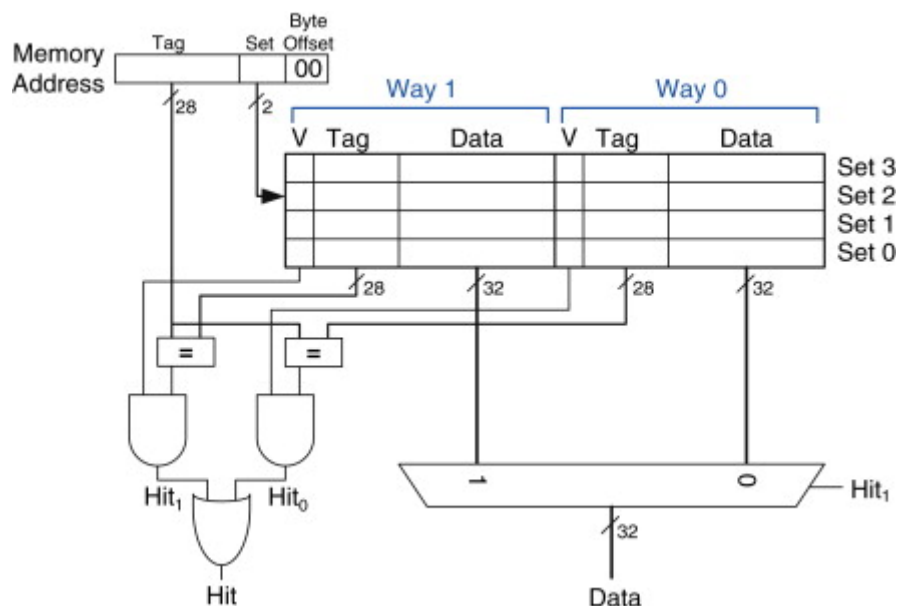 Byte
Tag Set Offset
Memory Address 00
28 2
Way 1 Way 0
V Tag Data V Tag Data
Set 3
Set 2
Set 1
Set 0
28 32 28 32
= =
1 0
Hit₁ Hit₀ Hit₁
32
Hit Data